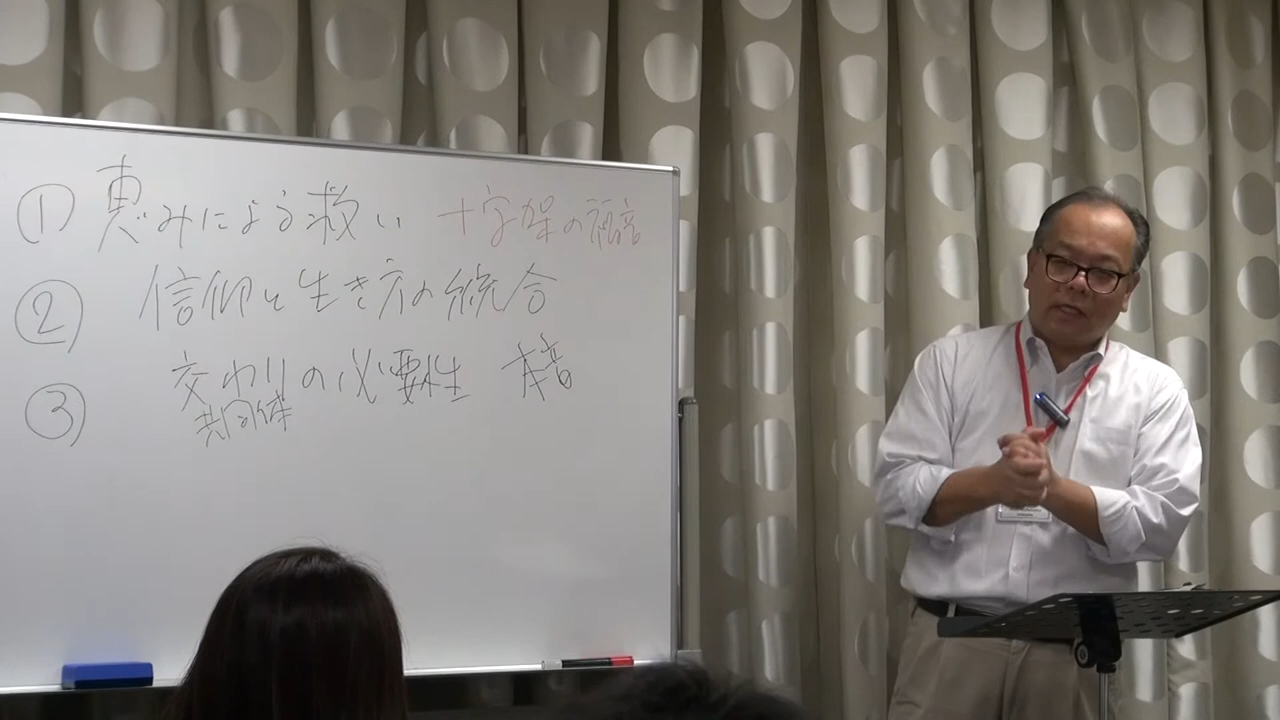 ① 恵みによる救い 十字架の福音
② 信仰と生き方の統合
③ 交わりの必要性 本音
共同体